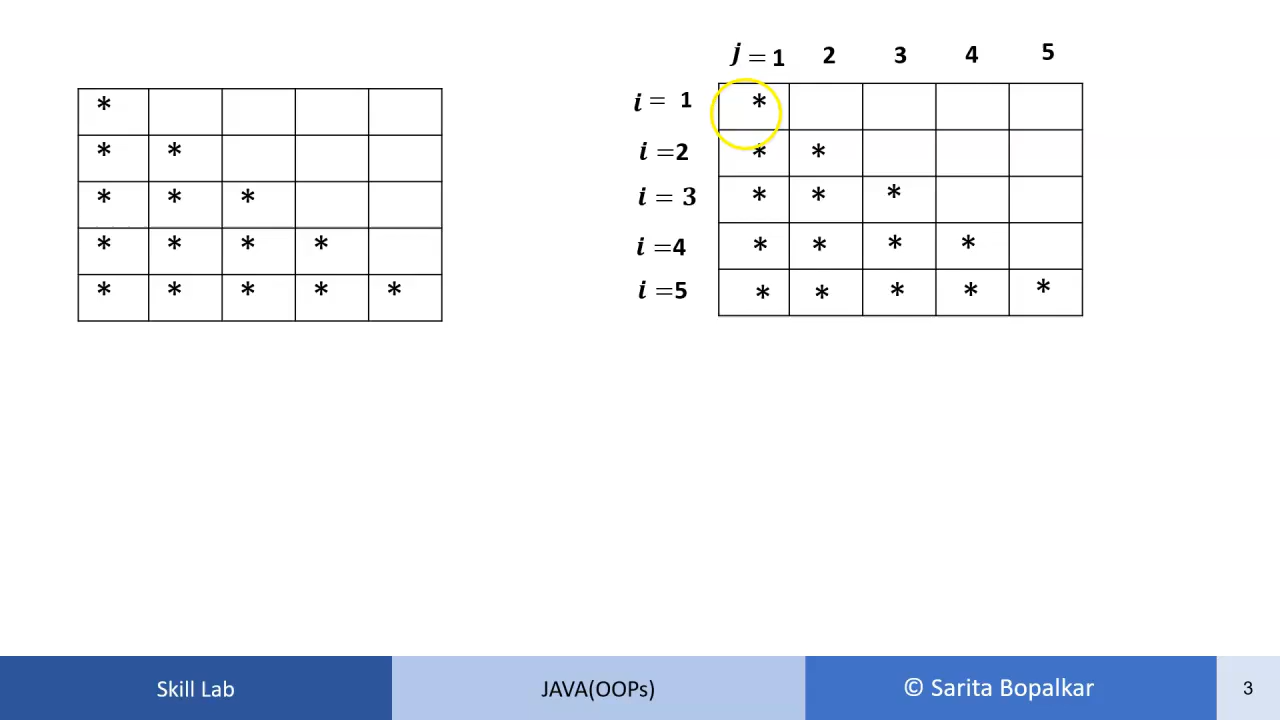 j = 1 2 3 4 5
*
* *
* * *
* * * *
* * * * *
i = 1 *
i =2 * *
i = 3 * * *
i =4 * * * *
i =5 * * * * *
Skill Lab
JAVA(OOPs)
© Sarita Bopalkar
3